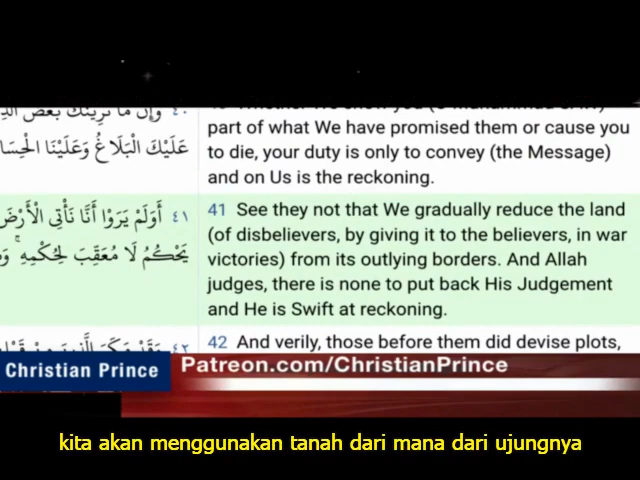 ٤٠ وَإِن مَّا نُرِيَنَّكَ بَعْضَ
part of what We have promised them or cause you
عَلَيْكَ الْبَلَاغُ وَعَلَيْنَا
to die, your duty is only to convey (the Message)
and on Us is the reckoning.
٤١ أَوَلَمْ يَرَوْا أَنَّا نَأْتِي الْأَرْضَ
يَحْكُمُ لَا مُعَقِّبَ لِحُكْمِهِ ۚ
41 See they not that We gradually reduce the land
(of disbelievers, by giving it to the believers, in war
victories) from its outlying borders. And Allah
judges, there is none to put back His Judgement
and He is Swift at reckoning.
42 And verily, those before them did devise plots,
Christian Prince
Patreon.com/ChristianPrince
kita akan menggunakan tanah dari mana dari ujungnya